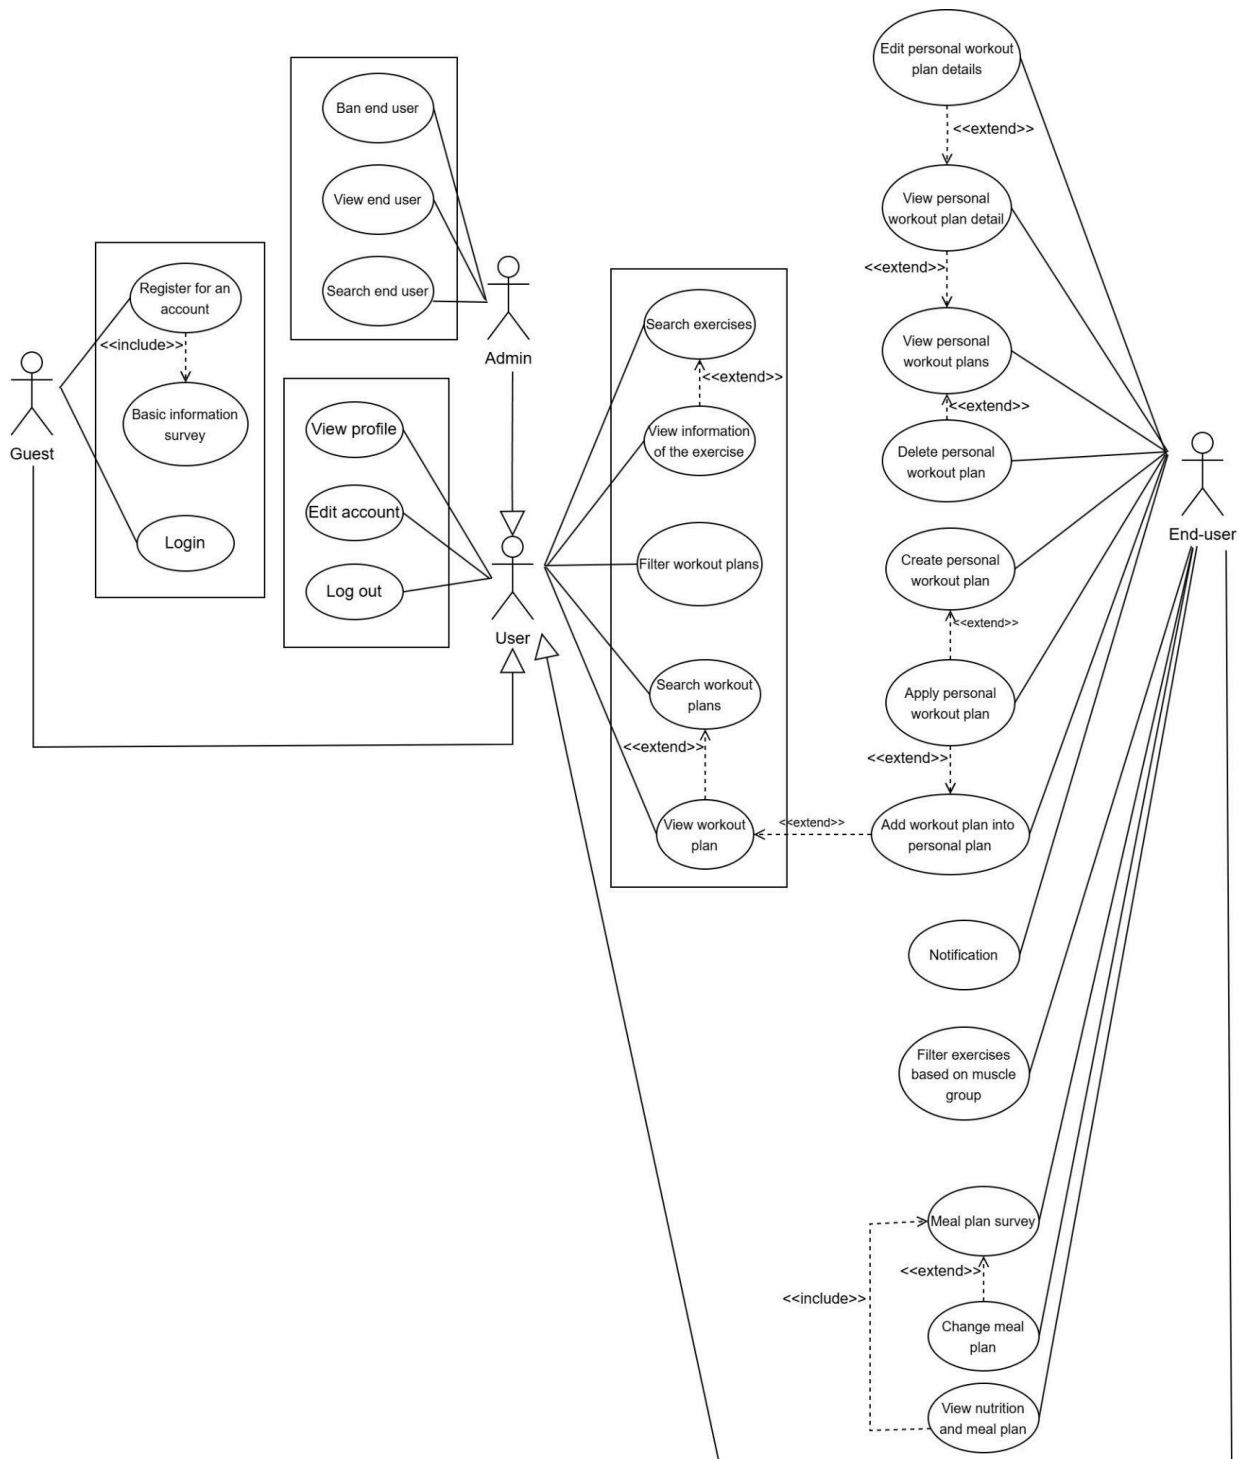 Edit personal workout
plan details
<<extend>>
View personal
workout plan detail
<<extend>>
View personal
workout plans
<<extend>>
Delete personal
workout plan
Create personal
workout plan
<<extend>>
Apply personal
workout plan
<<extend>>
Add workout plan into
personal plan
<<extend>>
Notification
Filter exercises
based on muscle
group
Meal plan survey
<<extend>>
<<include>>
Change meal
plan
View nutrition
and meal plan
End-user
Ban end user
View end user
Search end user
Admin
Register for an
account
<<include>>
Basic information
survey
Login
Guest
View profile
Edit account
Log out
User
Search exercises
<<extend>>
View information
of the exercise
Filter workout plans
Search workout
plans
<<extend>>
View workout
plan